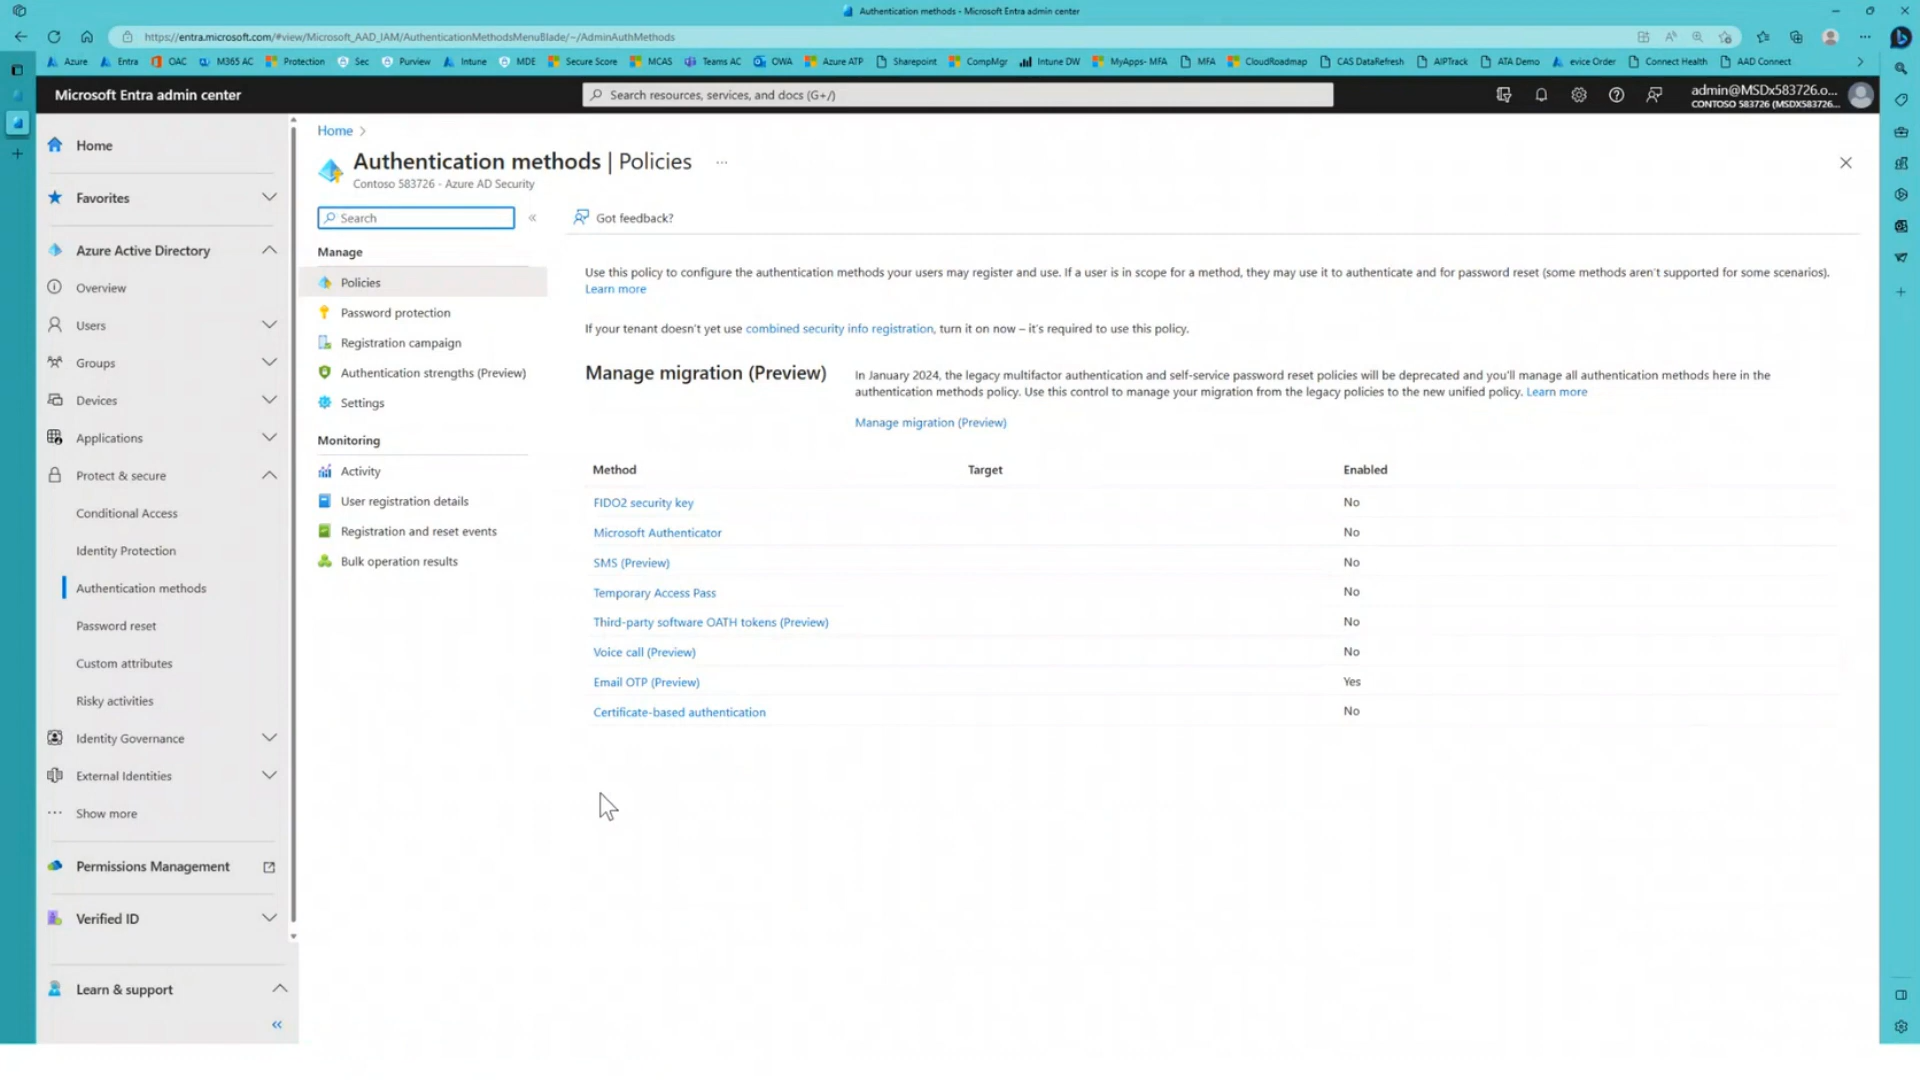 Authentication methods - Microsoft Entra admin center
https://entra.microsoft.com/#view/Microsoft_AAD_IAM/AuthenticationMethodsMenuBlade/~/AdminAuthMethods
Azure Entra OAC M365 AC Protection Sec Purview Intune MDE Secure Score MCAS Teams AC OWA Azure ATP Sharepoint CompMgr Intune DW MyApps- MFA MFA CloudRoadmap CAS DataRefresh AIPTrack ATA Demo evice Order Connect Health AAD Connect
Microsoft Entra admin center
Search resources, services, and docs (G+/)
admin@MSDx583726.o...
CONTOSO 583726 (MSDX583726...
Home
Favorites
Azure Active Directory
Overview
Users
Groups
Devices
Applications
Protect & secure
Conditional Access
Identity Protection
Authentication methods
Password reset
Custom attributes
Risky activities
Identity Governance
External Identities
Show more
Permissions Management
Verified ID
Learn & support
Home
Authentication methods | Policies ...
Contoso 583726 - Azure AD Security
Search
Manage
Policies
Password protection
Registration campaign
Authentication strengths (Preview)
Settings
Monitoring
Activity
User registration details
Registration and reset events
Bulk operation results
Got feedback?
Use this policy to configure the authentication methods your users may register and use. If a user is in scope for a method, they may use it to authenticate and for password reset (some methods aren't supported for some scenarios).
Learn more
If your tenant doesn't yet use combined security info registration, turn it on now – it's required to use this policy.
Manage migration (Preview)
In January 2024, the legacy multifactor authentication and self-service password reset policies will be deprecated and you'll manage all authentication methods here in the
authentication methods policy. Use this control to manage your migration from the legacy policies to the new unified policy. Learn more
Manage migration (Preview)
Method Target Enabled
FIDO2 security key No
Microsoft Authenticator No
SMS (Preview) No
Temporary Access Pass No
Third-party software OATH tokens (Preview) No
Voice call (Preview) No
Email OTP (Preview) Yes
Certificate-based authentication No